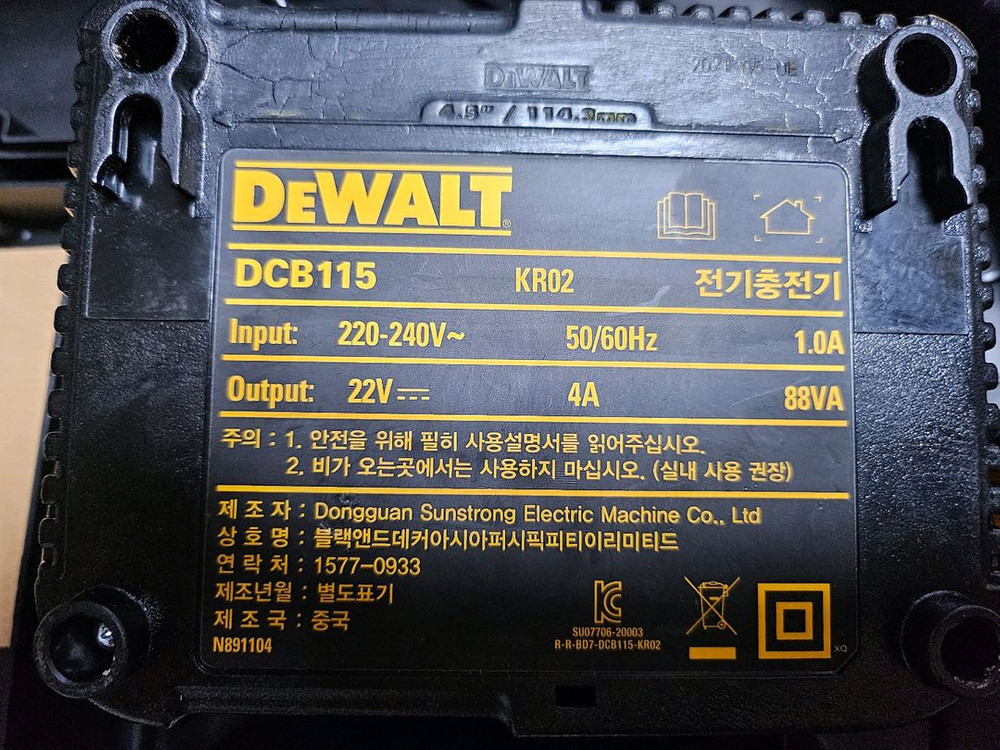 DEWALT
4.5" / 114.3mm
DEWALT®
DCB115 KR02 전기충전기
Input: 220-240V~ 50/60Hz 1.0A
Output: 22V⎓ 4A 88VA
주의 : 1. 안전을 위해 필히 사용설명서를 읽어주십시오.
2. 비가 오는곳에서는 사용하지 마십시오. (실내 사용 권장)
제 조 자 : Dongguan Sunstrong Electric Machine Co., Ltd
상 호 명 : 블랙앤드데커아시아퍼시픽피티이리미티드
연 락 처 : 1577-0933
제조년월 : 별도표기
제 조 국 : 중국
N891104
SU07706-20003
R-R-BD7-DCB115-KR02
XQ